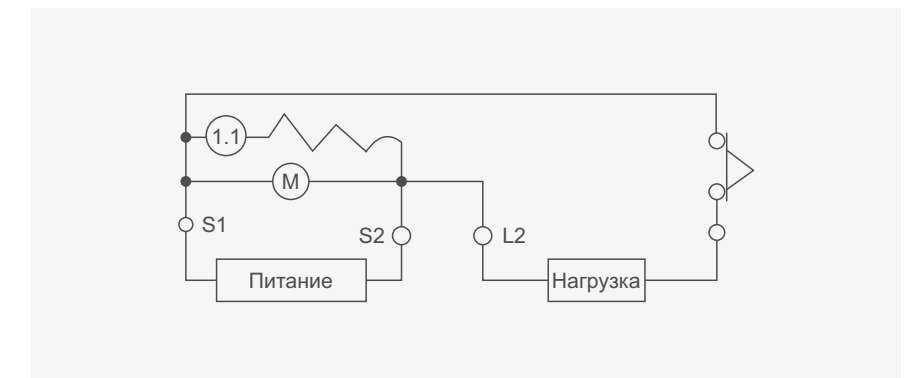 1.1
M
S1
S2
L2
Питание
Нагрузка